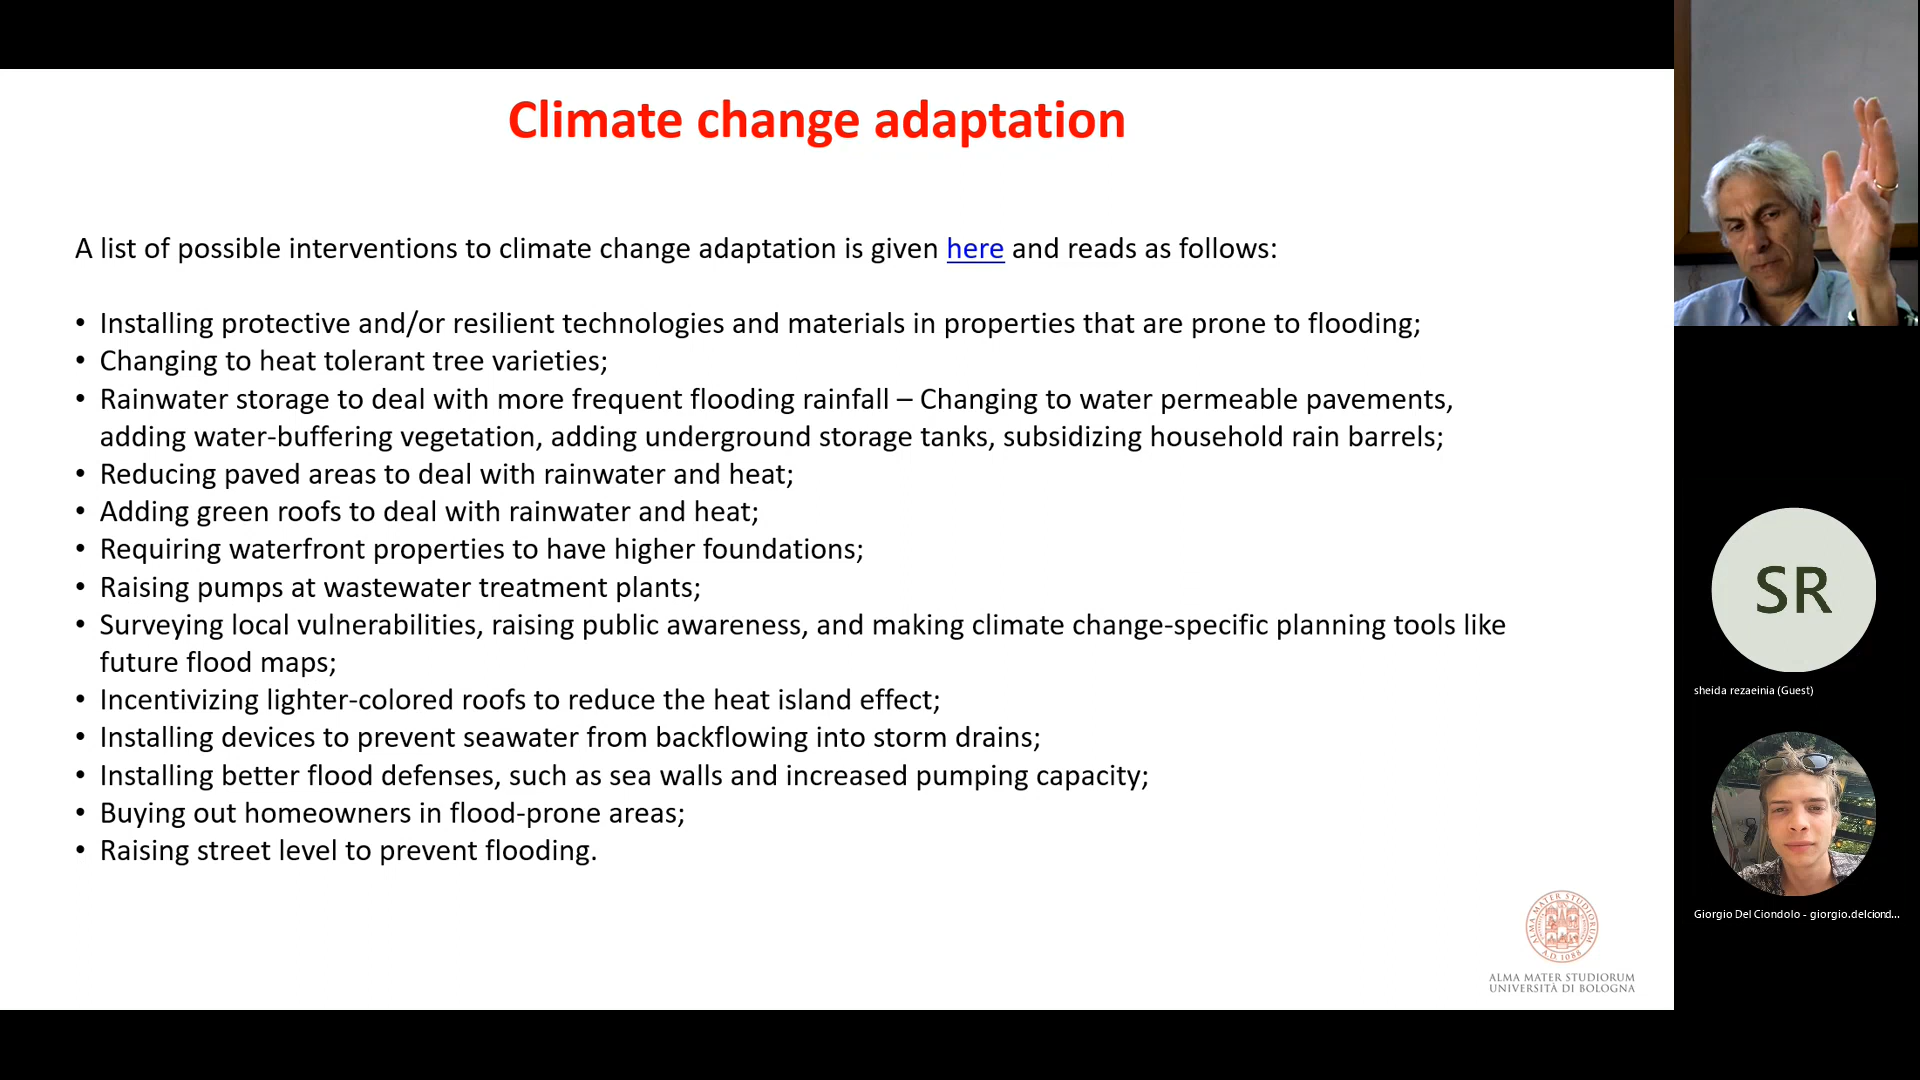 Climate change adaptation
A list of possible interventions to climate change adaptation is given here and reads as follows:
• Installing protective and/or resilient technologies and materials in properties that are prone to flooding;
• Changing to heat tolerant tree varieties;
• Rainwater storage to deal with more frequent flooding rainfall – Changing to water permeable pavements,
adding water-buffering vegetation, adding underground storage tanks, subsidizing household rain barrels;
• Reducing paved areas to deal with rainwater and heat;
• Adding green roofs to deal with rainwater and heat;
• Requiring waterfront properties to have higher foundations;
• Raising pumps at wastewater treatment plants;
• Surveying local vulnerabilities, raising public awareness, and making climate change-specific planning tools like
future flood maps;
• Incentivizing lighter-colored roofs to reduce the heat island effect;
• Installing devices to prevent seawater from backflowing into storm drains;
• Installing better flood defenses, such as sea walls and increased pumping capacity;
• Buying out homeowners in flood-prone areas;
• Raising street level to prevent flooding.
ALMA MATER STUDIORUM
A.D. 1088
ALMA MATER STUDIORUM
UNIVERSITÀ DI BOLOGNA
SR
sheida rezaeinia (Guest)
Giorgio Del Ciondolo - giorgio.delciond...